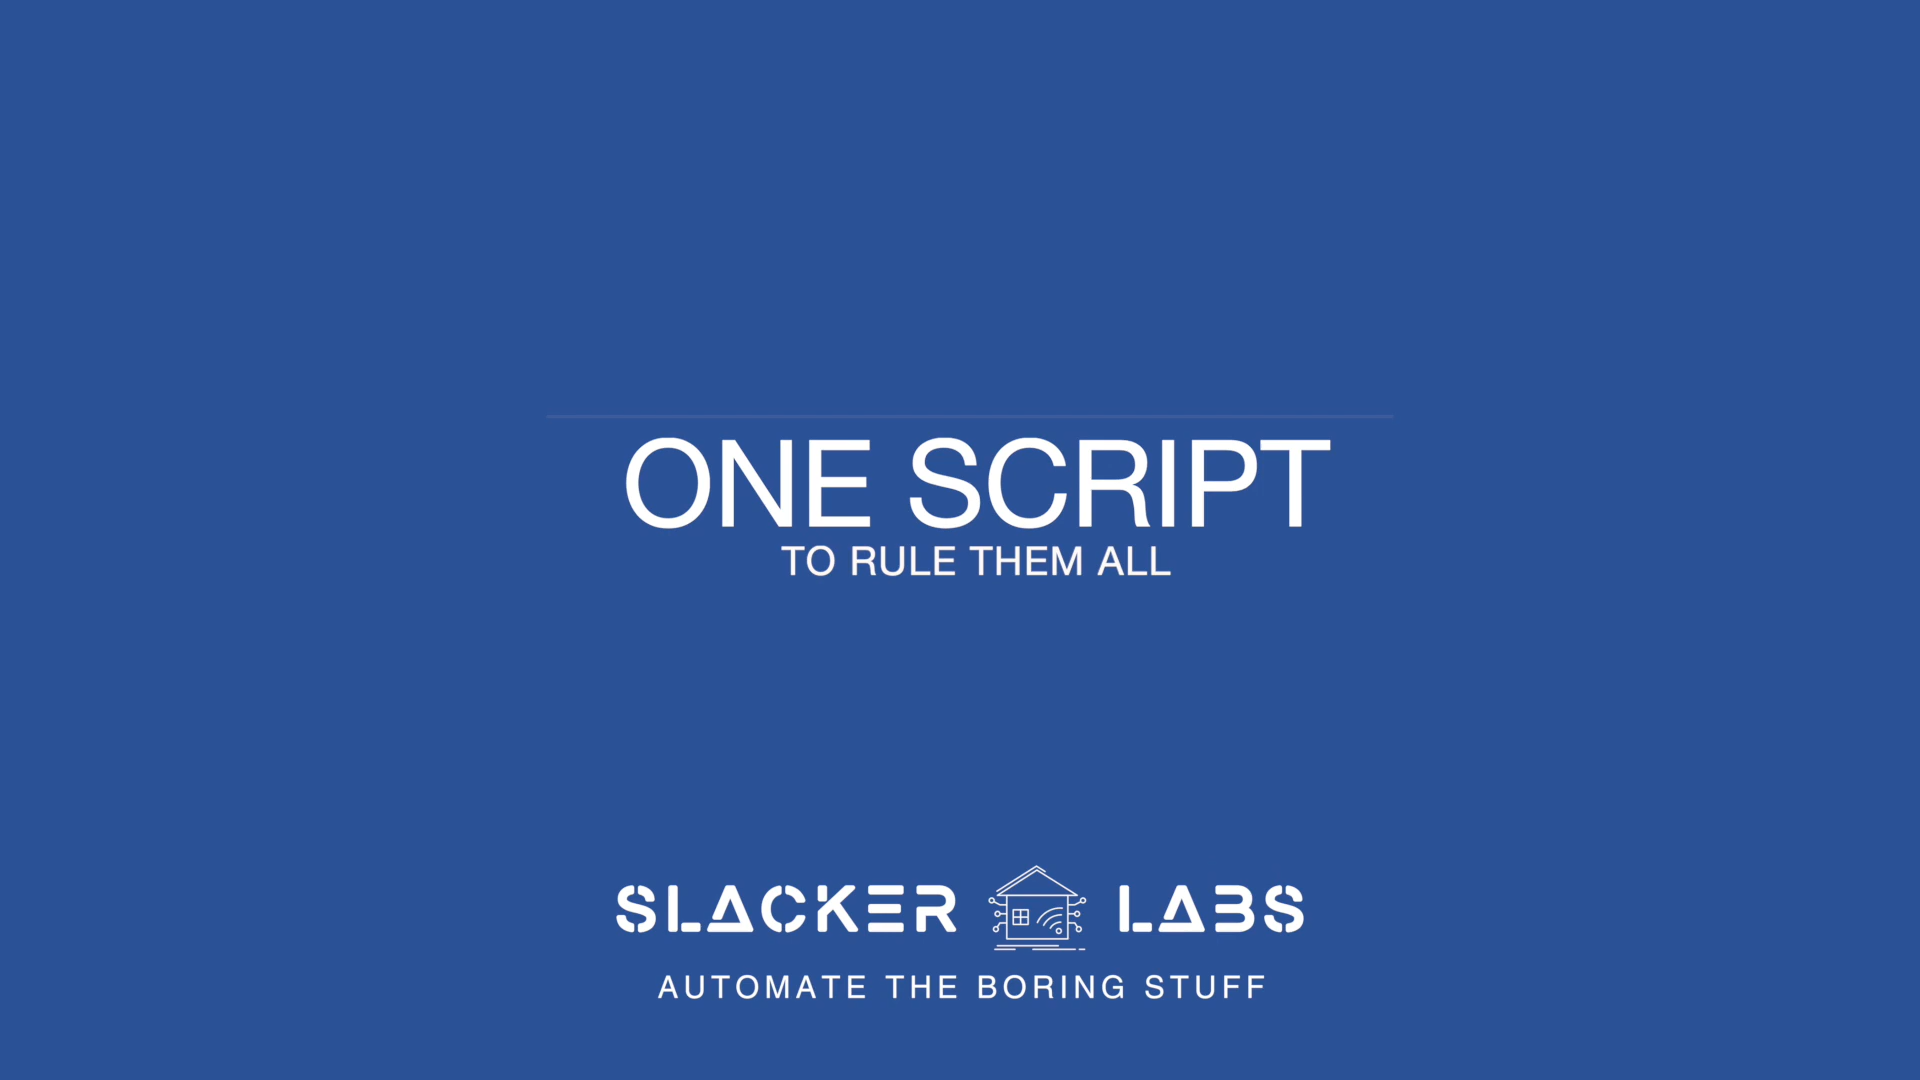 ONE SCRIPT
TO RULE THEM ALL
SLACKER LABS
AUTOMATE THE BORING STUFF